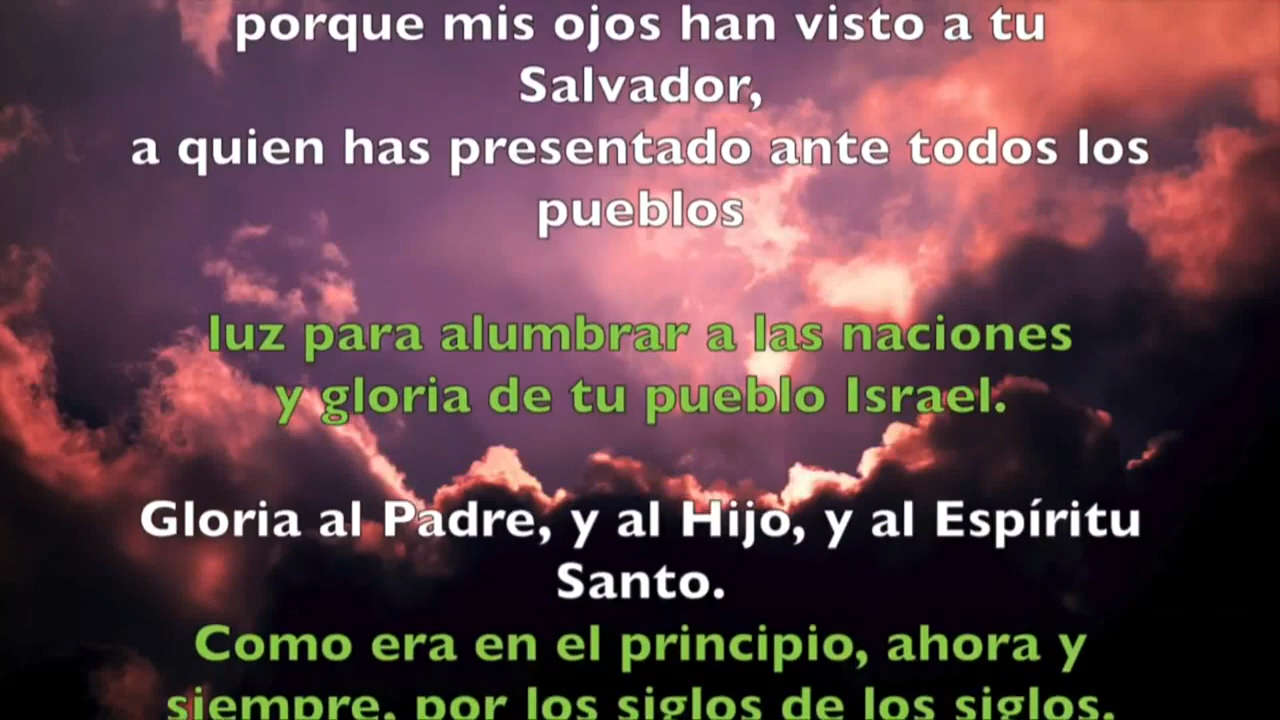 porque mis ojos han visto a tu
Salvador,
a quien has presentado ante todos los
pueblos
luz para alumbrar a las naciones
y gloria de tu pueblo Israel.
Gloria al Padre, y al Hijo, y al Espíritu
Santo.
Como era en el principio, ahora y
siempre, por los siglos de los siglos.